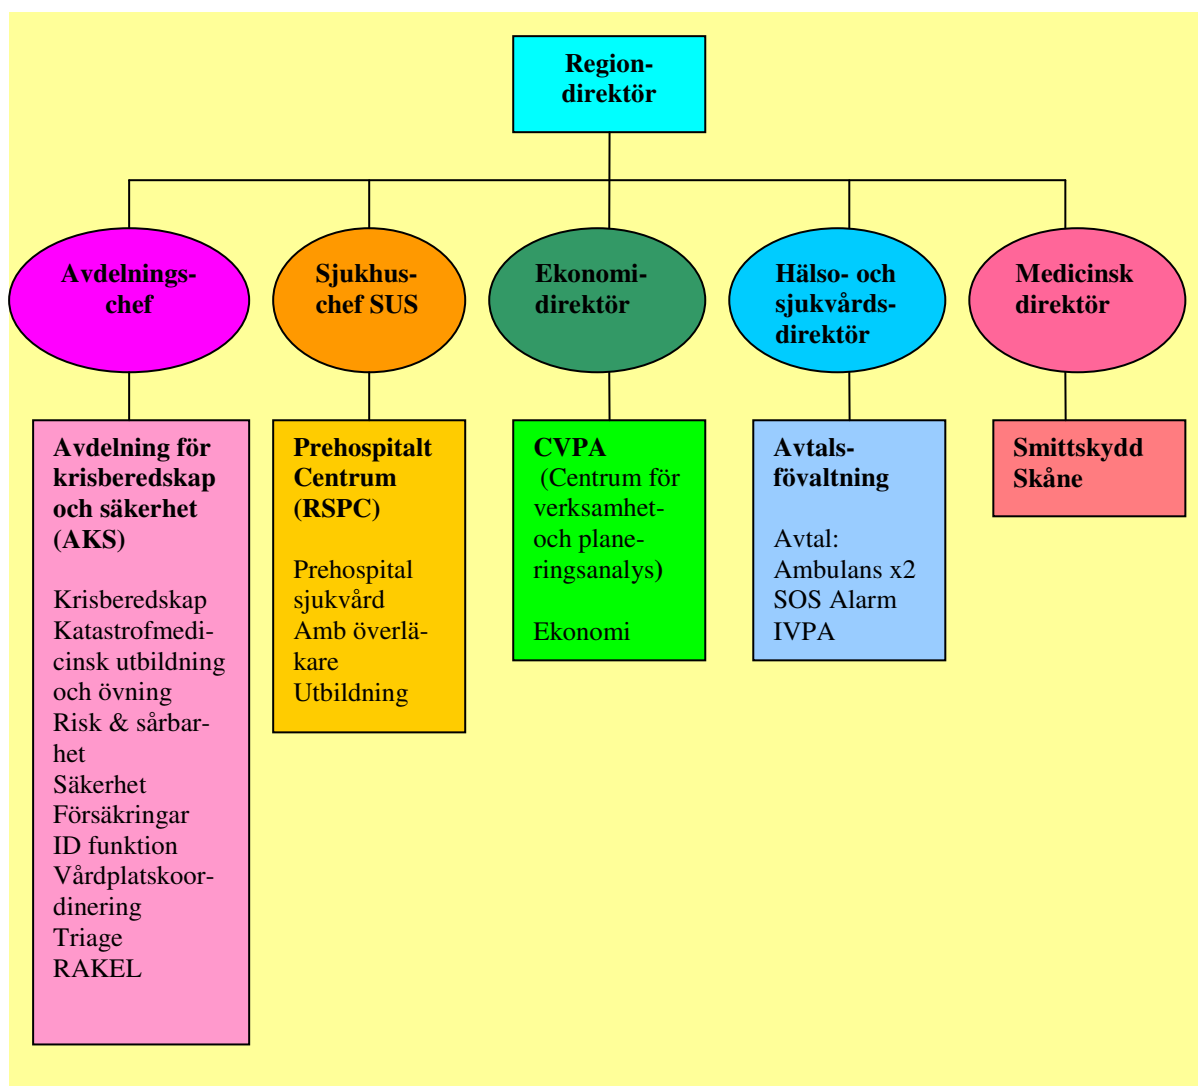 Region-
direktör
Avdelnings-
chef
Sjukhus-
chef SUS
Ekonomi-
direktör
Hälso- och
sjukvårds-
direktör
Medicinsk
direktör
Avdelning för
krisberedskap
och säkerhet
(AKS)
Krisberedskap
Katastrofmedi-
cinsk utbildning
och övning
Risk & sårbar-
het
Säkerhet
Försäkringar
ID funktion
Vårdplatskoor-
dinering
Triage
RAKEL
Prehospitalt
Centrum
(RSPC)
Prehospital
sjukvård
Amb överlä-
kare
Utbildning
CVPA
(Centrum för
verksamhet-
och plane-
ringsanalys)
Ekonomi
Avtals-
fövaltning
Avtal:
Ambulans x2
SOS Alarm
IVPA
Smittskydd
Skåne